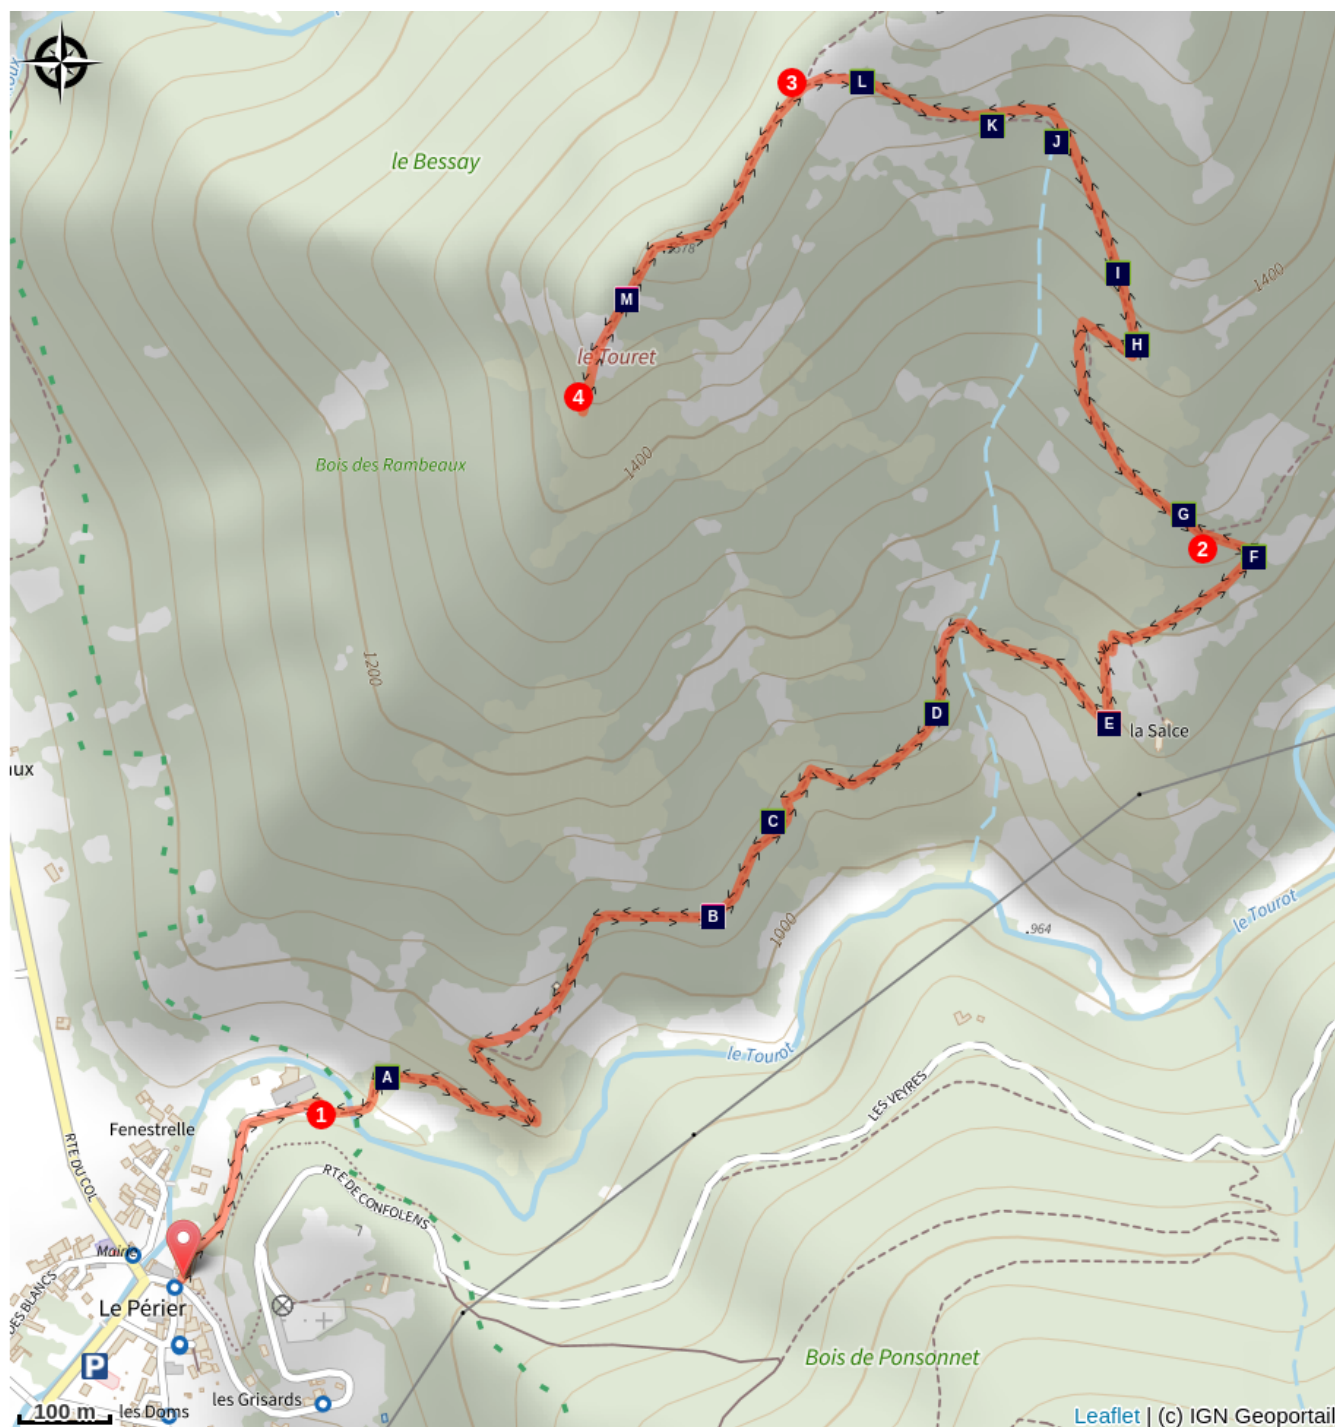 3
L
K
J
le Bessay
I
1400
M
H
le Touret
4
Bois des Rambeaux
1400
G
2
F
1200
D
E
la Salce
ux
C
B
1000
.964
le Tourot
le Tourot
A
1
LES VEYRES
Fenestrelle
RTE DU COL
RTE DE CONFOLENS
Mairie
DES BLANCS
Le Périer
Bois de Ponsonnet
P
les Grisards
100 m
les Doms
Leaflet | (c) IGN Geoportail